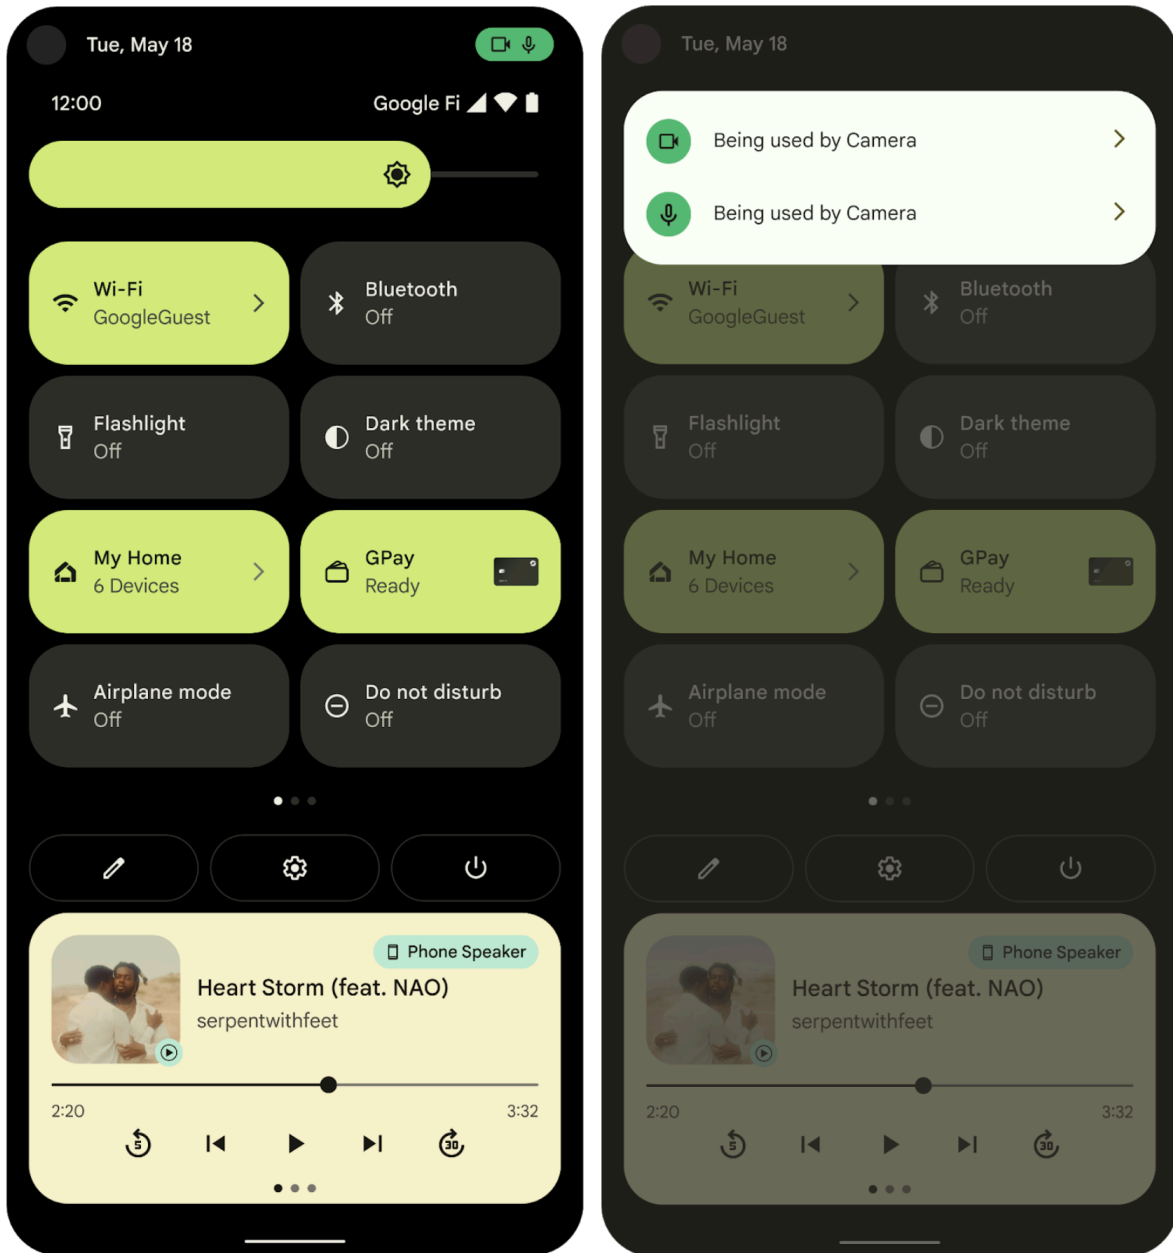 Tue, May 18
12:00
Google Fi
Wi-Fi
GoogleGuest
Bluetooth
Off
Flashlight
Off
Dark theme
Off
My Home
6 Devices
GPay
Ready
Airplane mode
Off
Do not disturb
Off
Phone Speaker
Heart Storm (feat. NAO)
serpentwithfeet
2:20
3:32
5
30
Tue, May 18
Being used by Camera
Being used by Camera
Wi-Fi
GoogleGuest
Bluetooth
Off
Flashlight
Off
Dark theme
Off
My Home
6 Devices
GPay
Ready
Airplane mode
Off
Do not disturb
Off
Phone Speaker
Heart Storm (feat. NAO)
serpentwithfeet
2:20
3:32
5
30